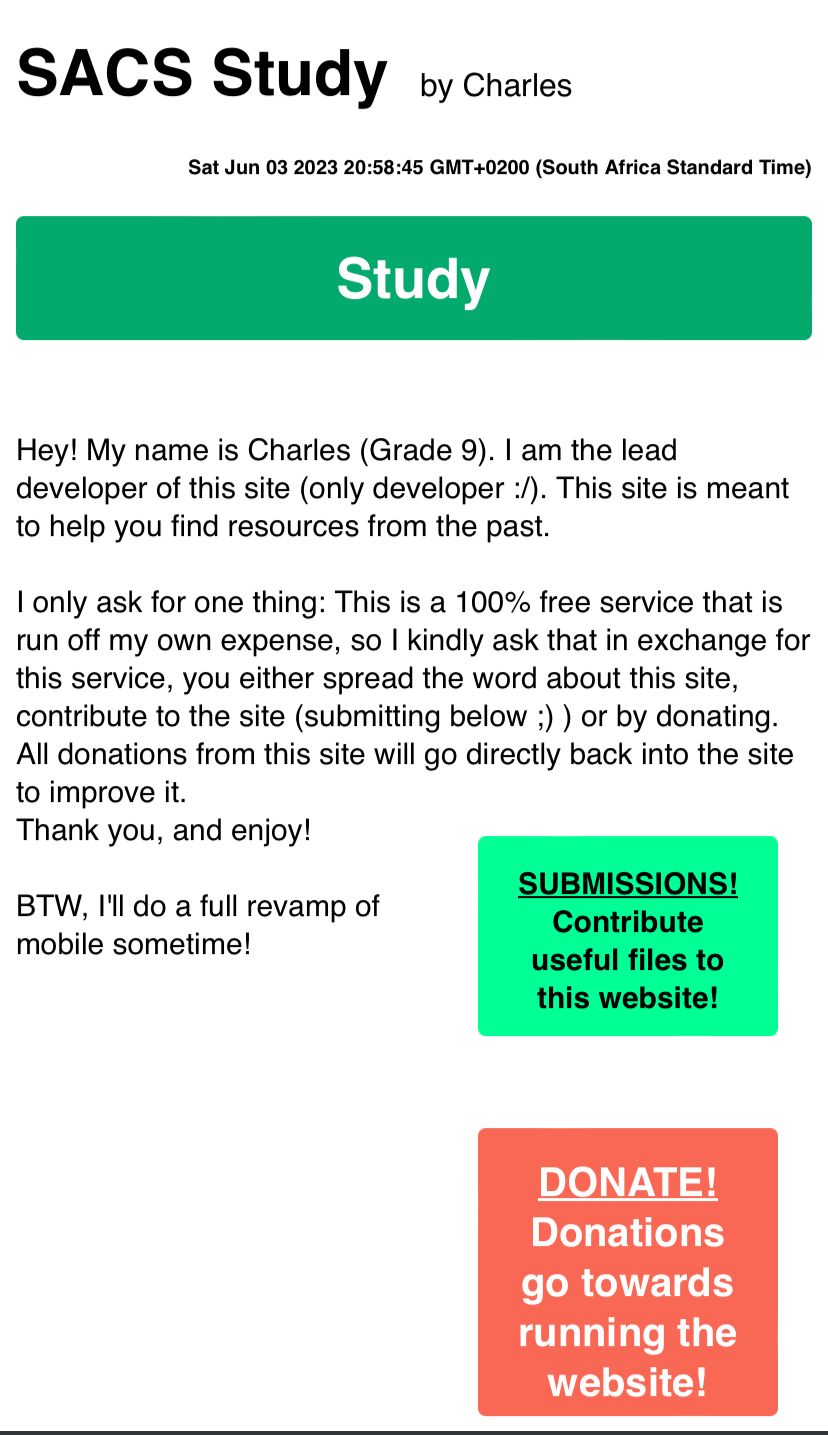 SACS Study by Charles
Sat Jun 03 2023 20:58:45 GMT+0200 (South Africa Standard Time)
Study
Hey! My name is Charles (Grade 9). I am the lead
developer of this site (only developer :/). This site is meant
to help you find resources from the past.
I only ask for one thing: This is a 100% free service that is
run off my own expense, so I kindly ask that in exchange for
this service, you either spread the word about this site,
contribute to the site (submitting below ;) ) or by donating.
All donations from this site will go directly back into the site
to improve it.
Thank you, and enjoy!
BTW, I'll do a full revamp of
mobile sometime!
SUBMISSIONS!
Contribute
useful files to
this website!
DONATE!
Donations
go towards
running the
website!